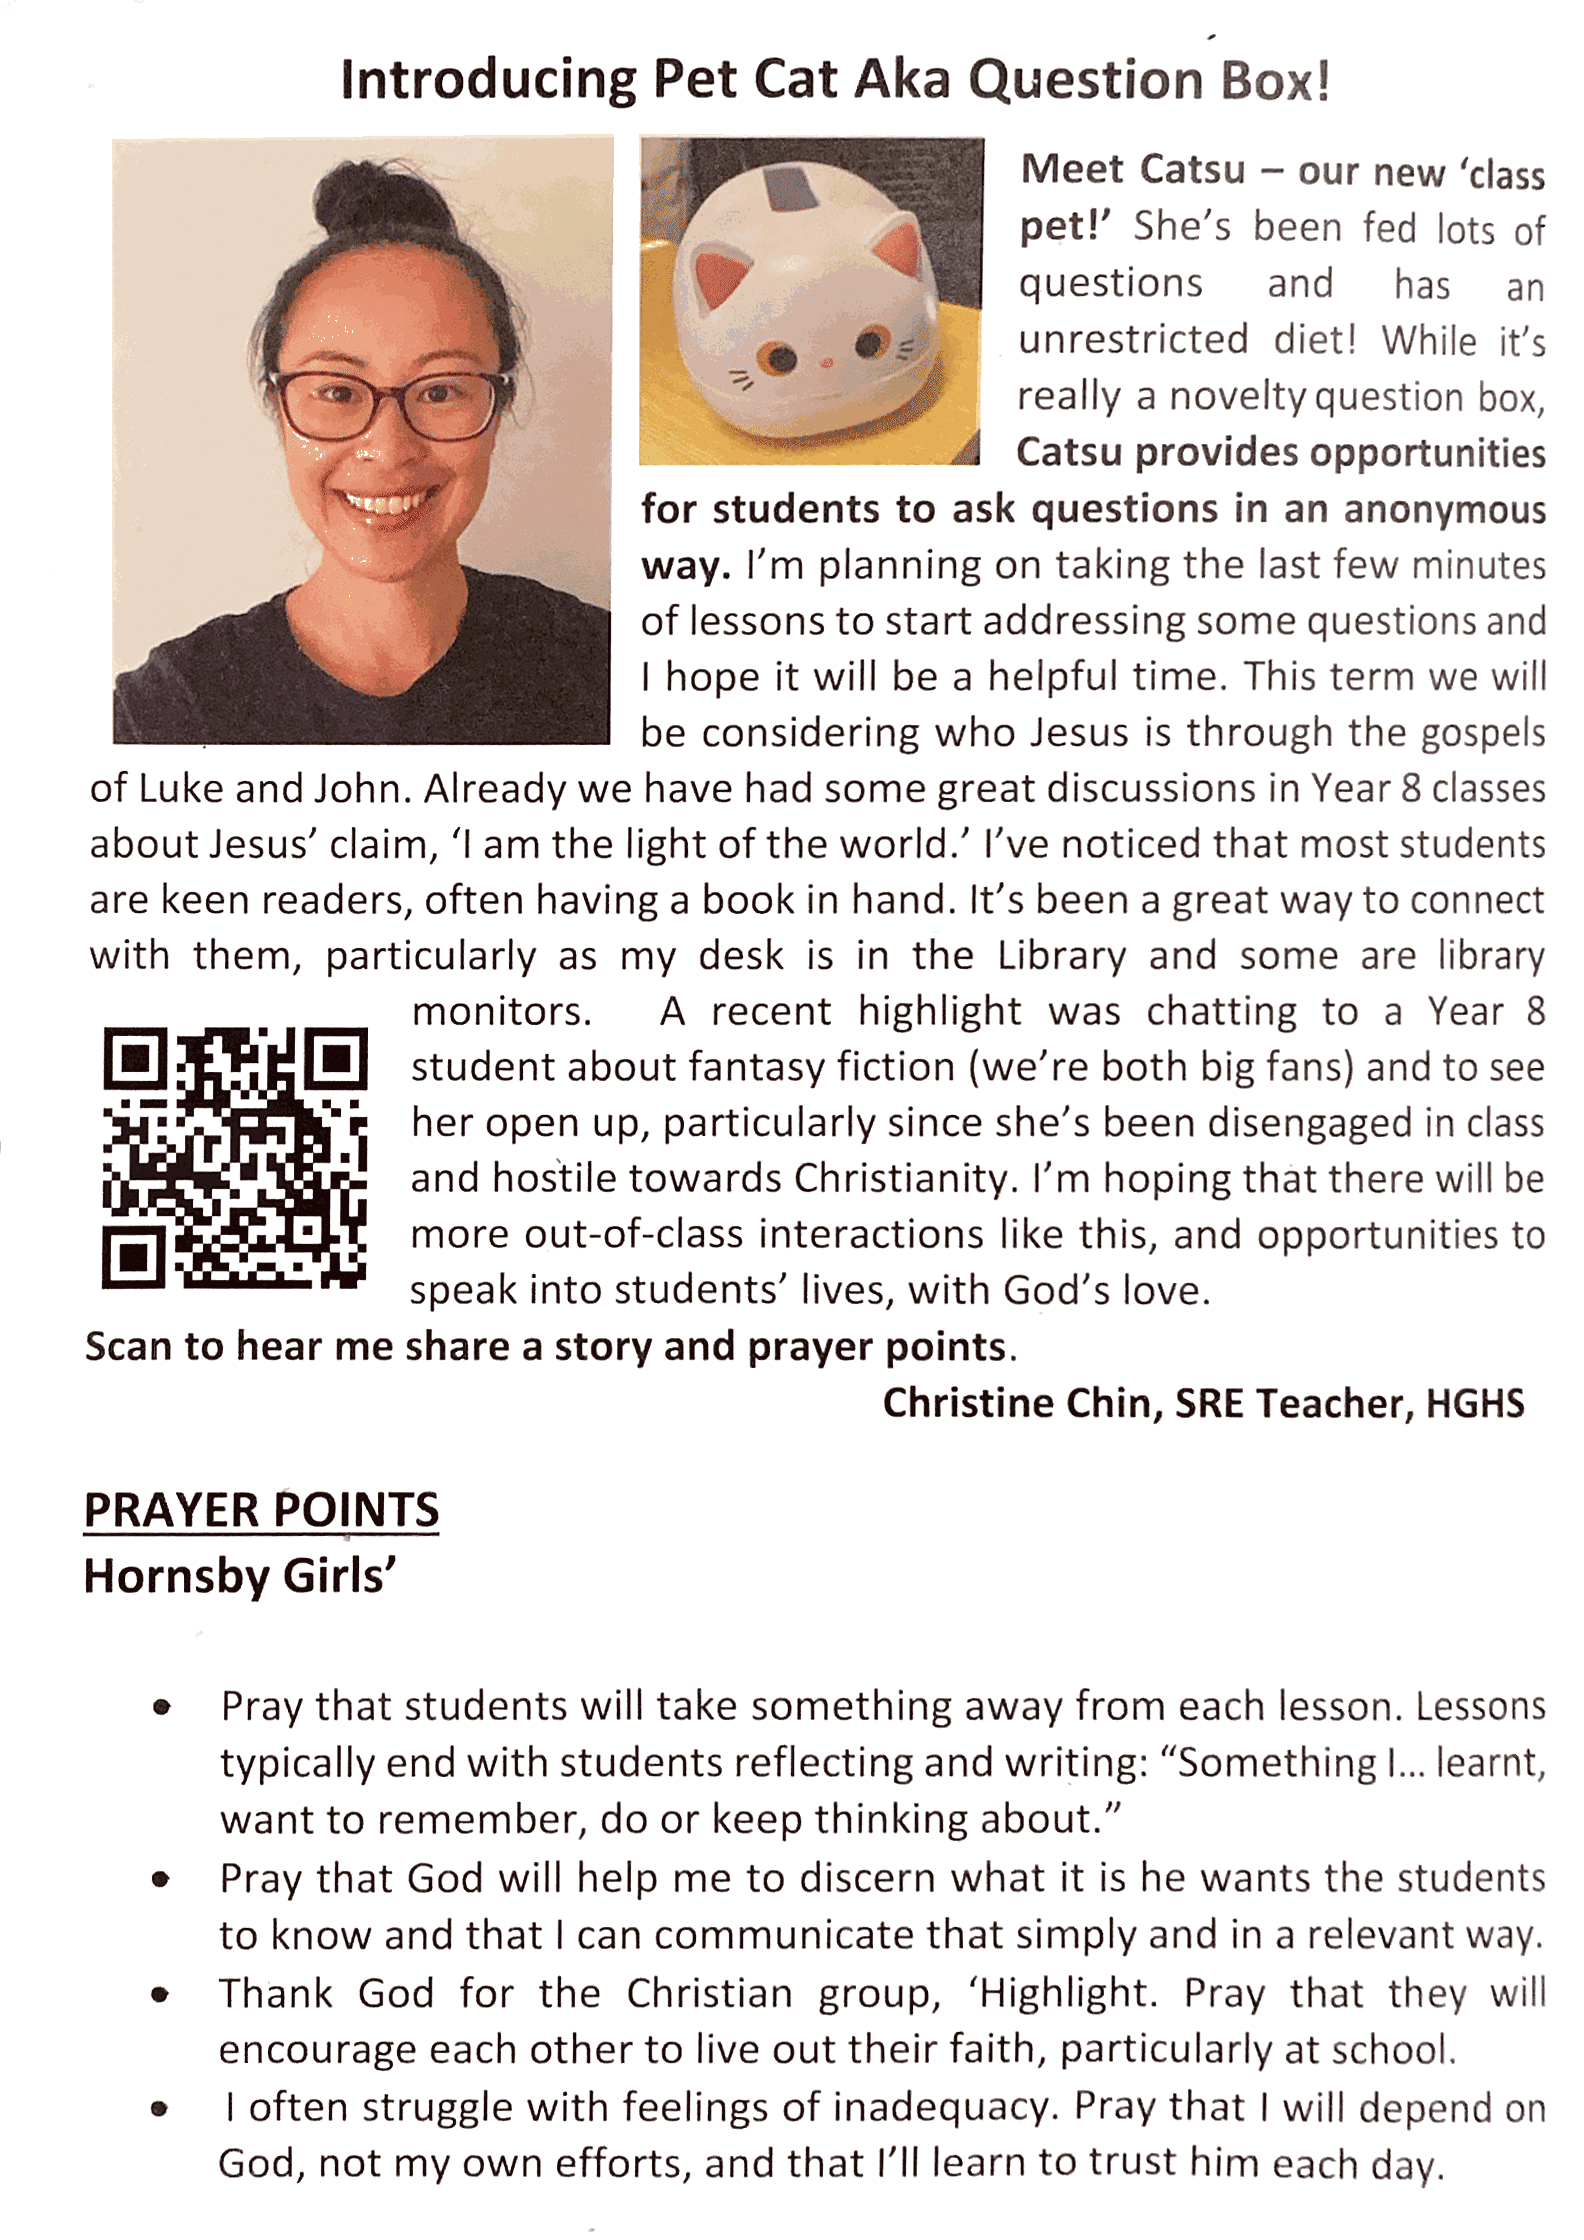 Introducing Pet Cat Aka Question Box!
Meet Catsu – our new ‘class
pet!’ She’s been fed lots of
questions and has an
unrestricted diet! While it’s
really a novelty question box,
Catsu provides opportunities
for students to ask questions in an anonymous
way. I’m planning on taking the last few minutes
of lessons to start addressing some questions and
I hope it will be a helpful time. This term we will
be considering who Jesus is through the gospels
of Luke and John. Already we have had some great discussions in Year 8 classes
about Jesus’ claim, ‘I am the light of the world.’ I’ve noticed that most students
are keen readers, often having a book in hand. It’s been a great way to connect
with them, particularly as my desk is in the Library and some are library
monitors. A recent highlight was chatting to a Year 8
student about fantasy fiction (we’re both big fans) and to see
her open up, particularly since she’s been disengaged in class
and hostile towards Christianity. I’m hoping that there will be
more out-of-class interactions like this, and opportunities to
speak into students’ lives, with God’s love.
Scan to hear me share a story and prayer points.
Christine Chin, SRE Teacher, HGHS
PRAYER POINTS
Hornsby Girls’
• Pray that students will take something away from each lesson. Lessons
typically end with students reflecting and writing: “Something I... learnt,
want to remember, do or keep thinking about.”
• Pray that God will help me to discern what it is he wants the students
to know and that I can communicate that simply and in a relevant way.
• Thank God for the Christian group, ‘Highlight. Pray that they will
encourage each other to live out their faith, particularly at school.
• I often struggle with feelings of inadequacy. Pray that I will depend on
God, not my own efforts, and that I’ll learn to trust him each day.